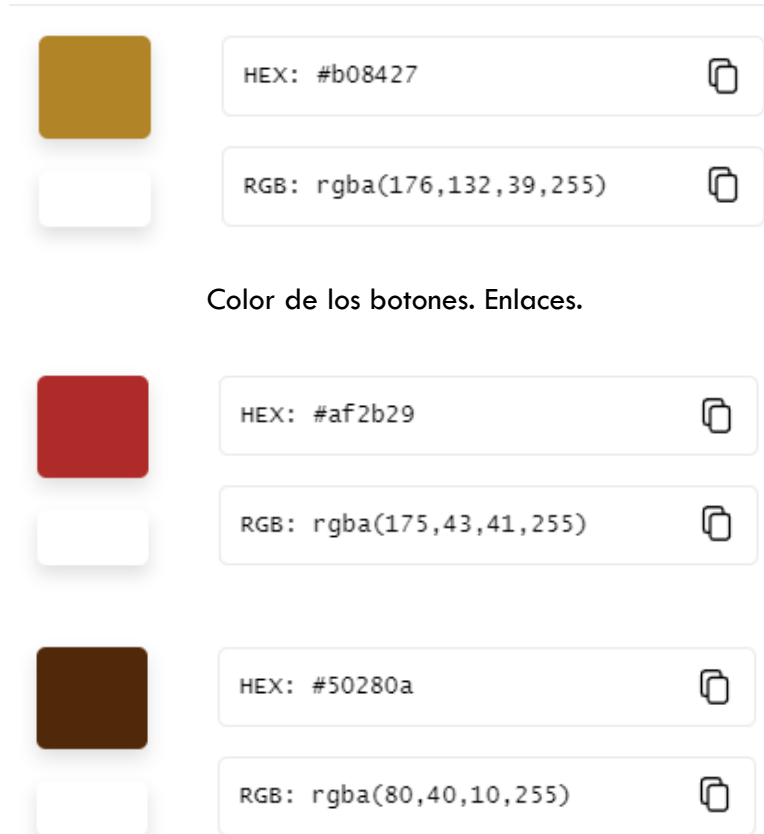 HEX: #b08427
RGB: rgba(176,132,39,255)
Color de los botones. Enlaces.
HEX: #af2b29
RGB: rgba(175,43,41,255)
HEX: #50280a
RGB: rgba(80,40,10,255)